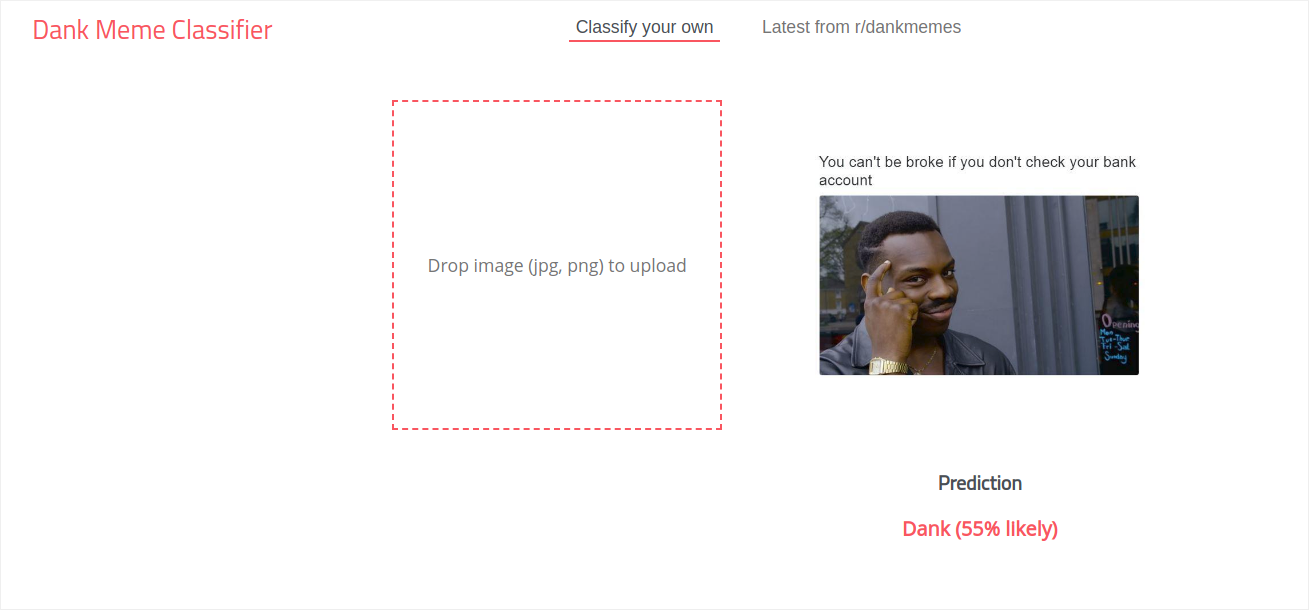 Dank Meme Classifier
Classify your own
Latest from r/dankmemes
Drop image (jpg, png) to upload
You can't be broke if you don't check your bank
account
Opening
Mon
Tue-Thue
Fri-Sat
Sunday
Prediction
Dank (55% likely)